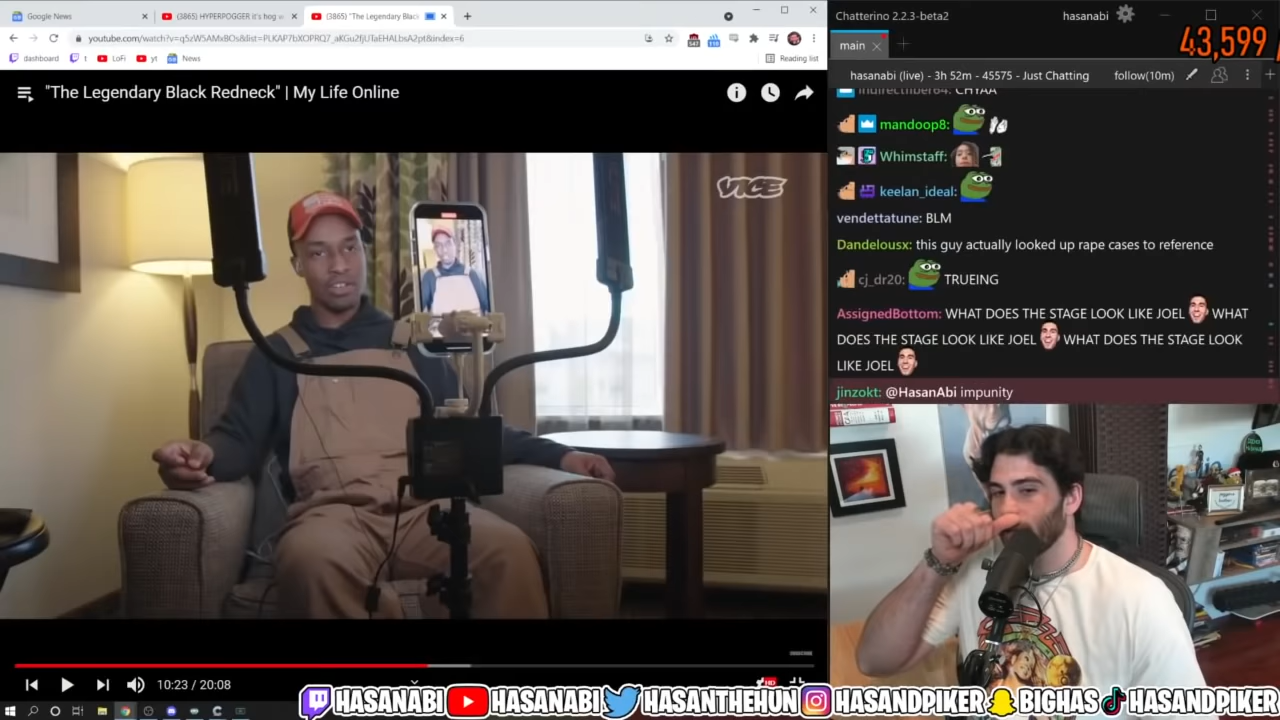 Google News
(3865) HYPERPOGGER it's hog w
(3865) "The Legendary Blac
youtube.com/watch?v=q5zW5AMxBOs&list=PLKAP7bXOPRQ7_aKGu2fjUTaEHALbsA2pt&index=6
dashboard
t
LoFi
yt
News
Reading list
"The Legendary Black Redneck" | My Life Online
VICE
10:23 / 20:08
HD
Chatterino 2.2.3-beta2
hasanabi
43,599
main
hasanabi (live) - 3h 52m - 45575 - Just Chatting
follow(10m)
indirectfiber64: CHYAA
mandoop8:
Whimstaff:
keelan_ideal:
vendettatune: BLM
Dandelousx: this guy actually looked up rape cases to reference
cj_dr20: TRUEING
AssignedBottom: WHAT DOES THE STAGE LOOK LIKE JOEL WHAT
DOES THE STAGE LOOK LIKE JOEL WHAT DOES THE STAGE LOOK
LIKE JOEL
jinzokt: @HasanAbi impunity
HASANABI HASANABI HASANTHEHUN HASANDPIKER BIGHAS HASANDPIKER